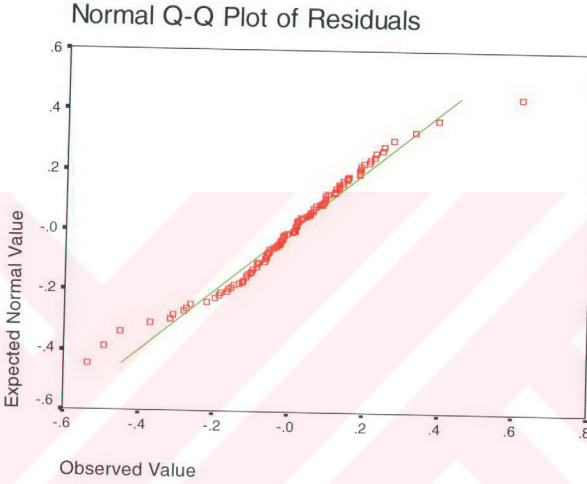 Normal Q-Q Plot of Residuals
.6
.4
.2
-.0
-.2
-.4
-.6
Expected Normal Value
-.6 -.4 -.2 -.0 .2 .4 .6 .8
Observed Value